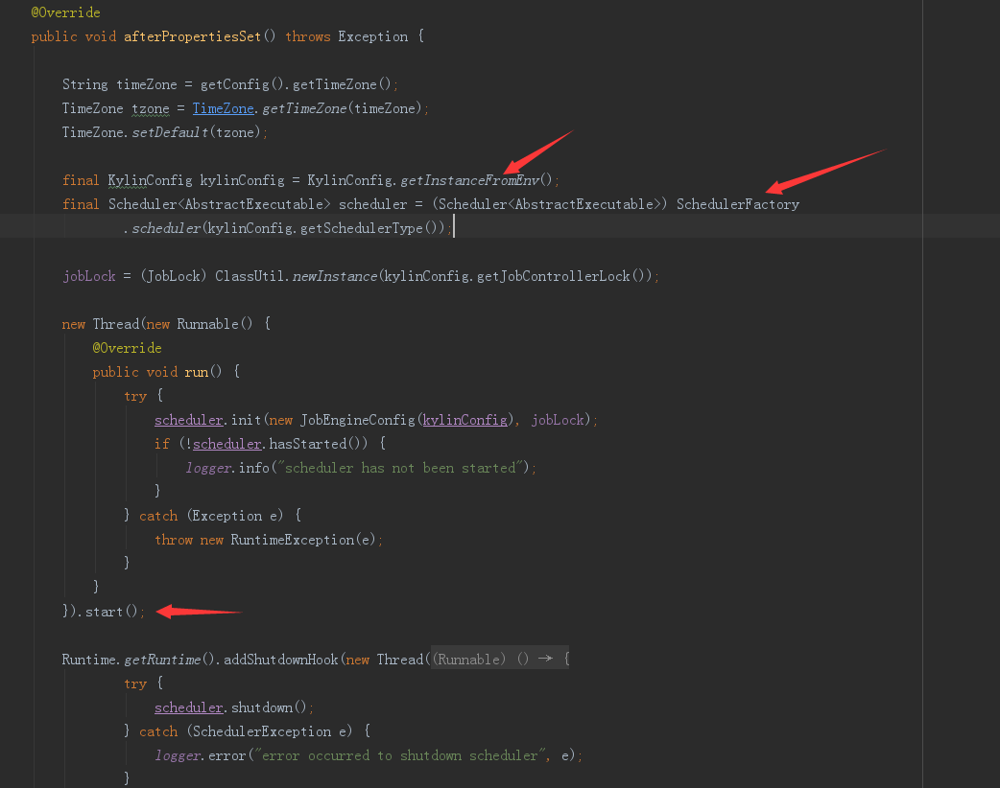 @Override
public void afterPropertiesSet() throws Exception {
String timeZone = getConfig().getTimeZone();
TimeZone tzone = TimeZone.getTimeZone(timeZone);
TimeZone.setDefault(tzone);
final KylinConfig kylinConfig = KylinConfig.getInstanceFromEnv();
final Scheduler<AbstractExecutable> scheduler = (Scheduler<AbstractExecutable>) SchedulerFactory
.scheduler(kylinConfig.getSchedulerType());
jobLock = (JobLock) ClassUtil.newInstance(kylinConfig.getJobControllerLock());
new Thread(new Runnable() {
@Override
public void run() {
try {
scheduler.init(new JobEngineConfig(kylinConfig), jobLock);
if (!scheduler.hasStarted()) {
logger.info("scheduler has not been started");
}
} catch (Exception e) {
throw new RuntimeException(e);
}
}
}).start();
Runtime.getRuntime().addShutdownHook(new Thread((Runnable) () → {
try {
scheduler.shutdown();
} catch (SchedulerException e) {
logger.error("error occurred to shutdown scheduler", e);
}